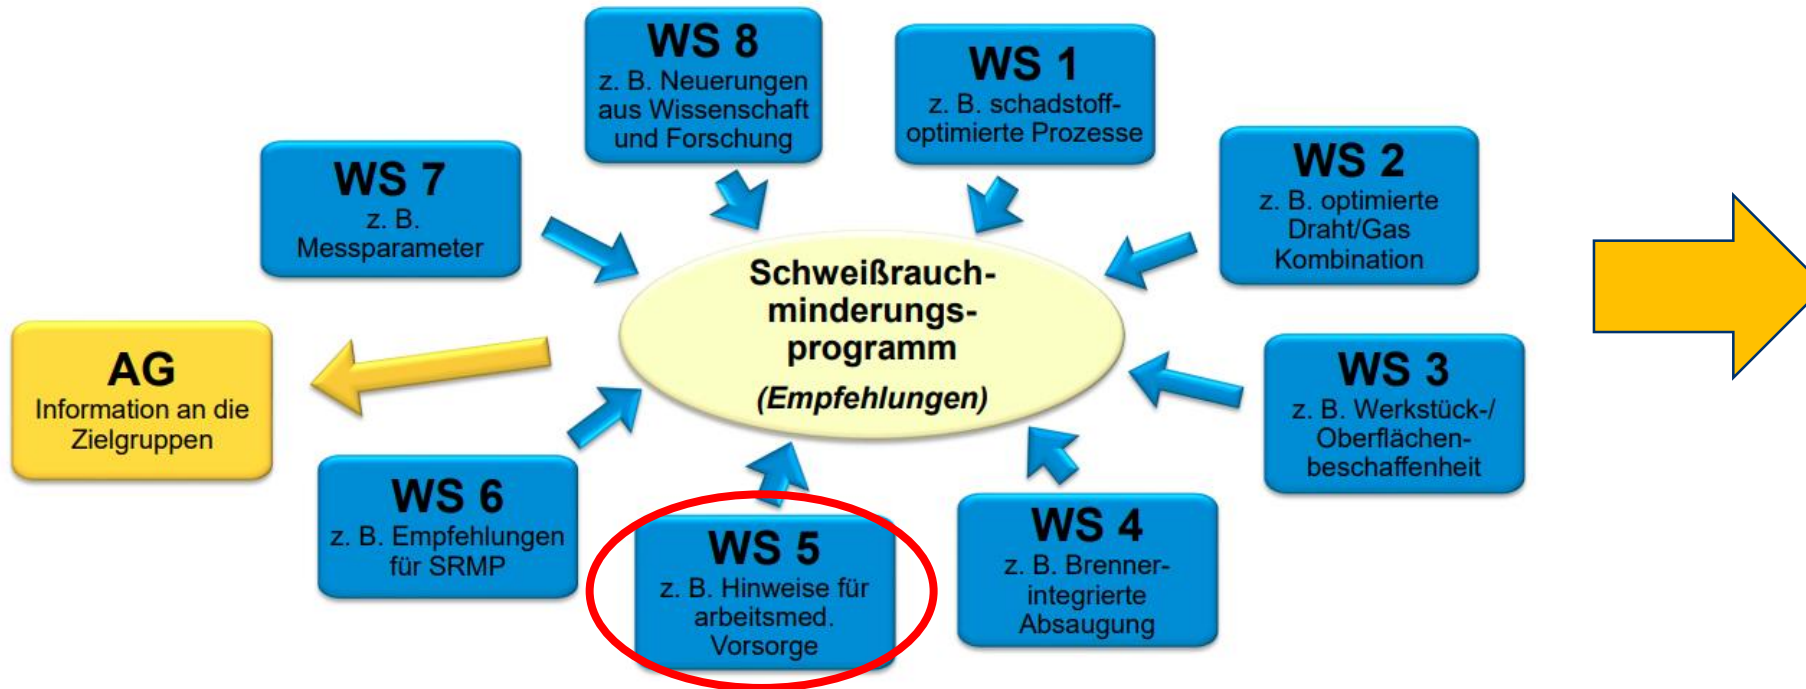 WS 8
z. B. Neuerungen
aus Wissenschaft
und Forschung
WS 1
z. B. schadstoff-
optimierte Prozesse
WS 7
z. B.
Messparameter
WS 2
z. B. optimierte
Draht/Gas
Kombination
Schweißrauch-
minderungs-
programm
(Empfehlungen)
AG
Information an die
Zielgruppen
WS 3
z. B. Werkstück-/
Oberflächen-
beschaffenheit
WS 6
z. B. Empfehlungen
für SRMP
WS 5
z. B. Hinweise für
arbeitsmed.
Vorsorge
WS 4
z. B. Brenner-
integrierte
Absaugung